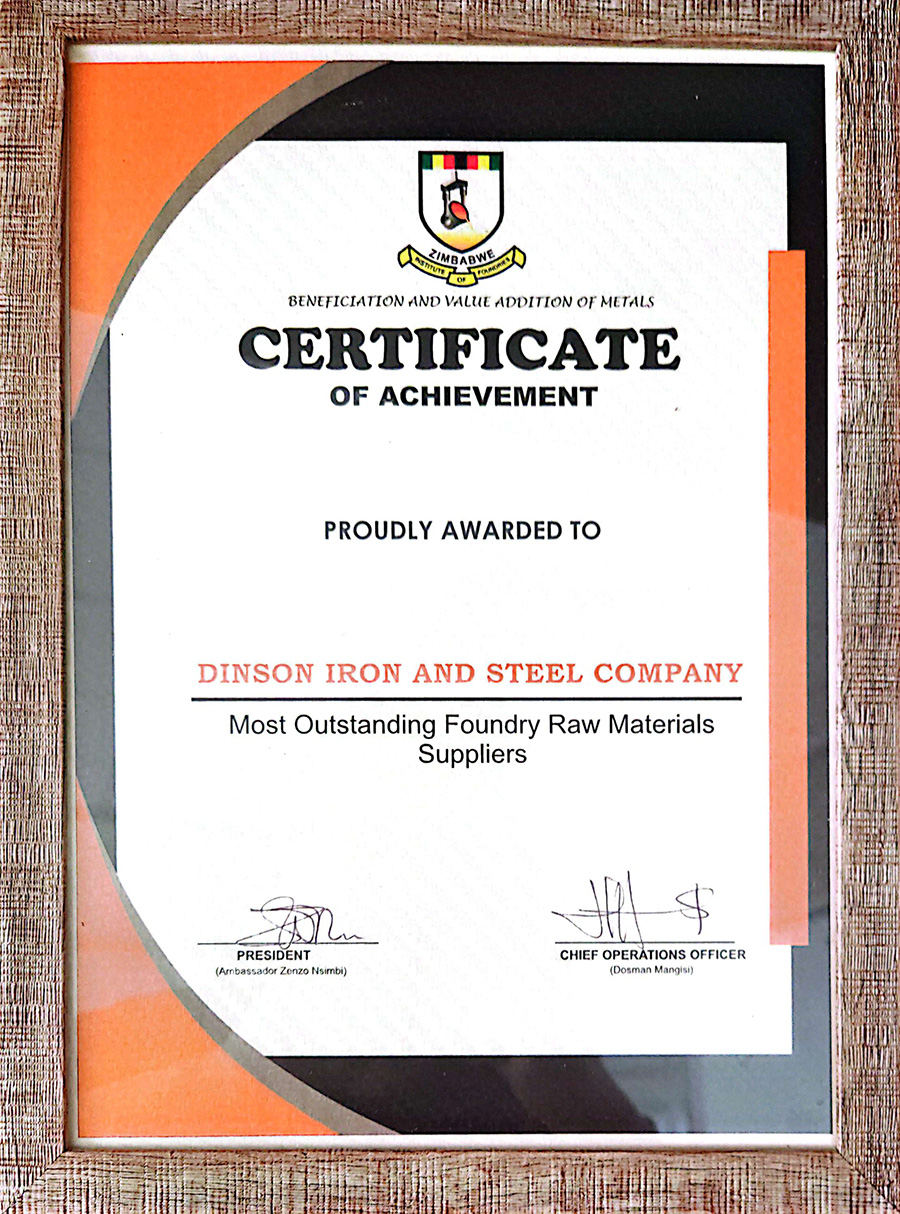 ZIMBABWE
INSTITUTE OF FOUNDRIES
BENEFICIATION AND VALUE ADDITION OF METALS
CERTIFICATE
OF ACHIEVEMENT
PROUDLY AWARDED TO
DINSON IRON AND STEEL COMPANY
Most Outstanding Foundry Raw Materials
Suppliers
PRESIDENT
(Ambassador Zenzo Nsimbi)
CHIEF OPERATIONS OFFICER
(Dosman Mangisi)